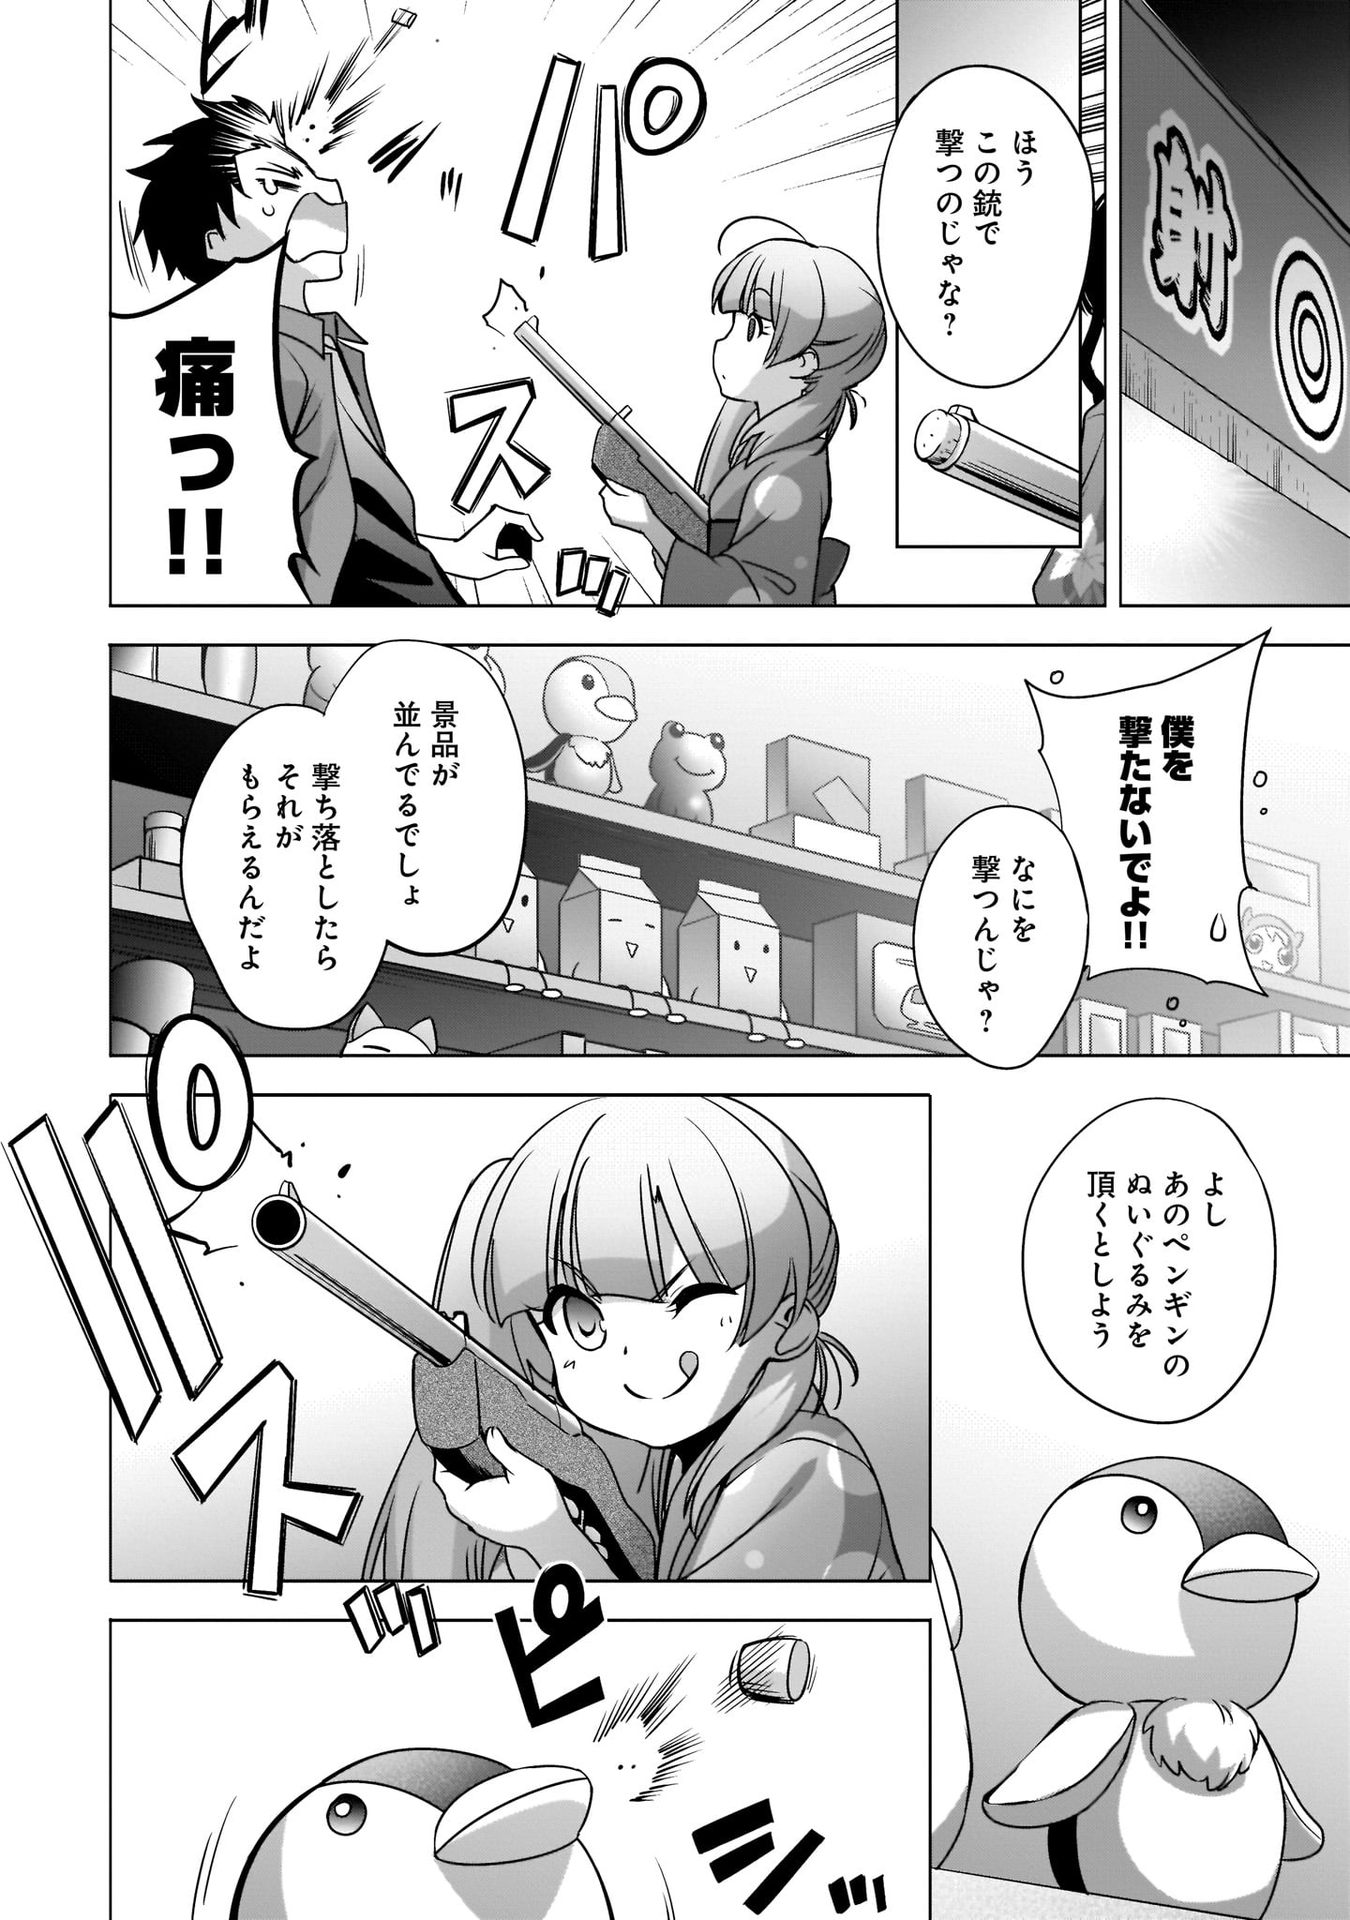 射
ほう
この銃で
撃つのじゃな?
パスッ
痛っ!!
僕を
撃たないでよ!!
なにを
撃つんじゃ?
景品が
並んでるでしょ
撃ち落としたら
それが
もらえるんだよ
よし
あのペンギンの
ぬいぐるみを
頂くとしよう
パスッ
ピシッ